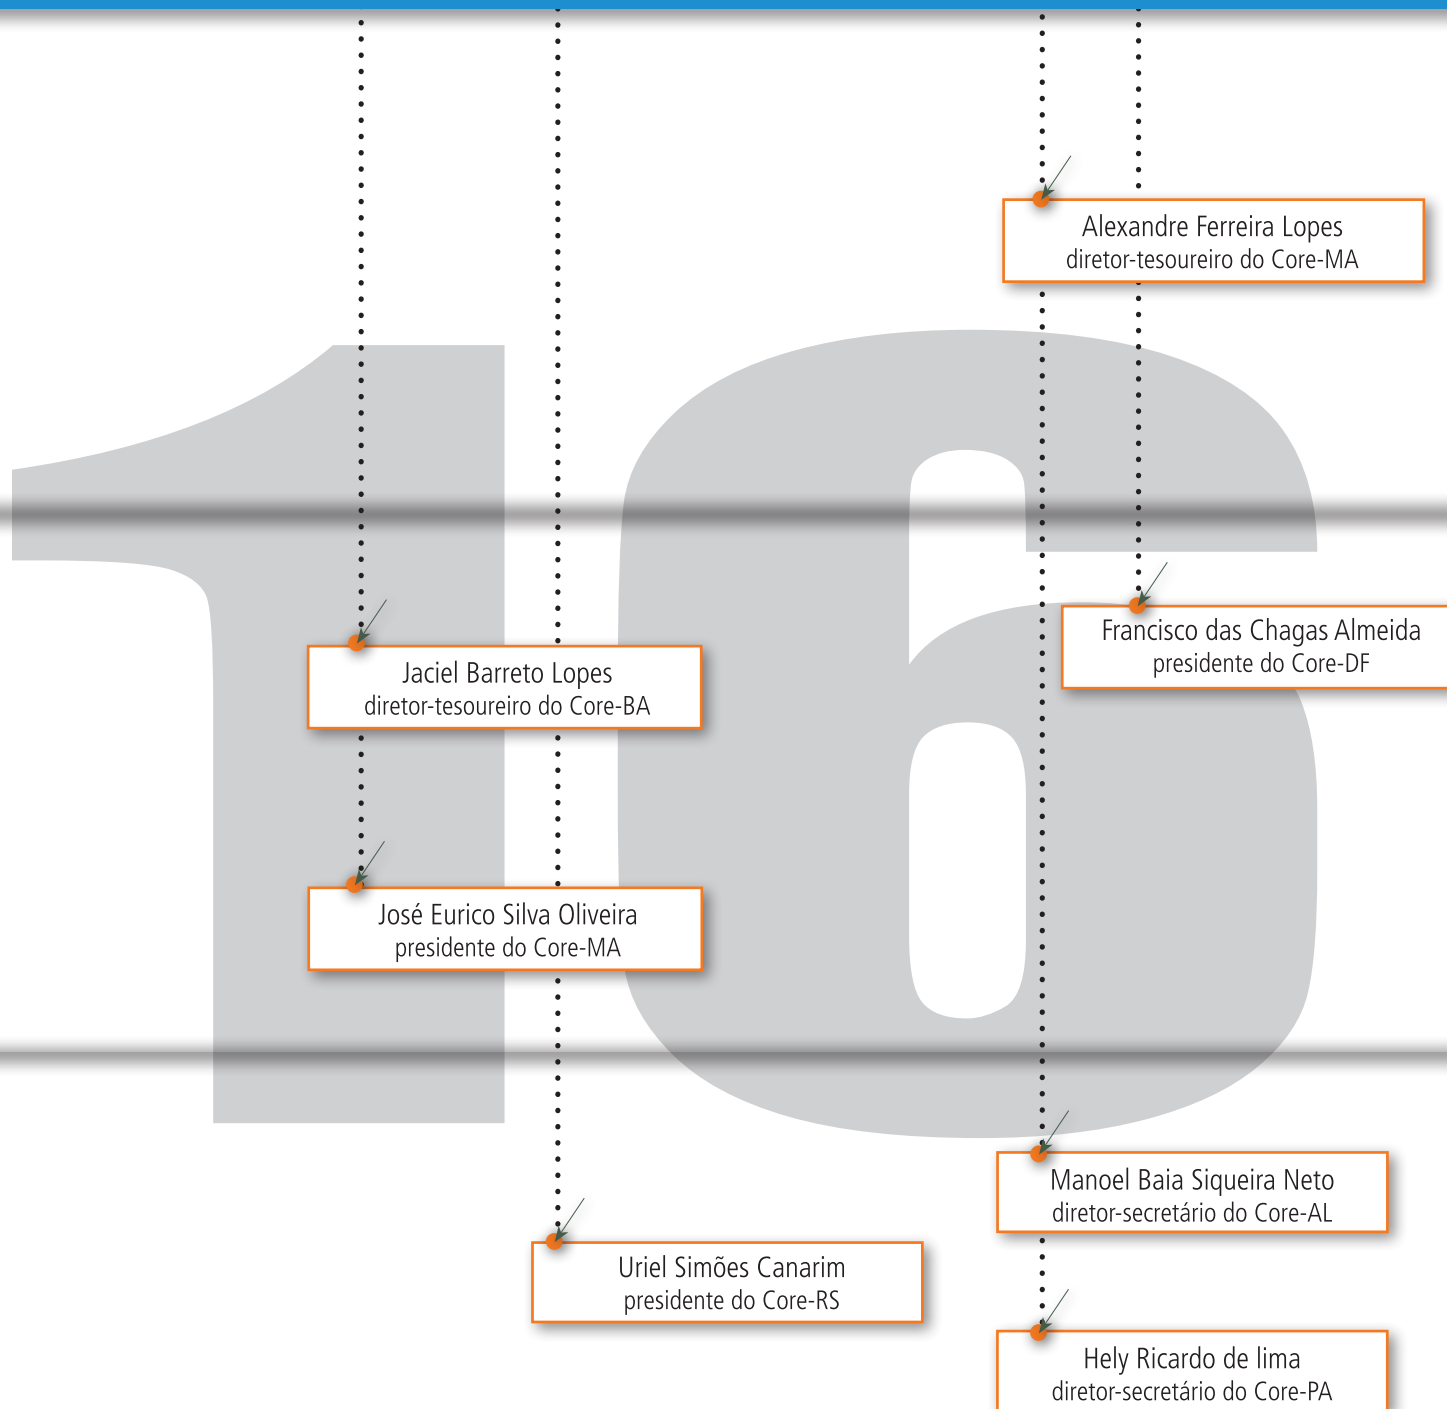 Alexandre Ferreira Lopes
diretor-tesoureiro do Core-MA
16
Francisco das Chagas Almeida
presidente do Core-DF
Jaciel Barreto Lopes
diretor-tesoureiro do Core-BA
José Eurico Silva Oliveira
presidente do Core-MA
Manoel Baia Siqueira Neto
diretor-secretário do Core-AL
Uriel Simões Canarim
presidente do Core-RS
Hely Ricardo de lima
diretor-secretário do Core-PA